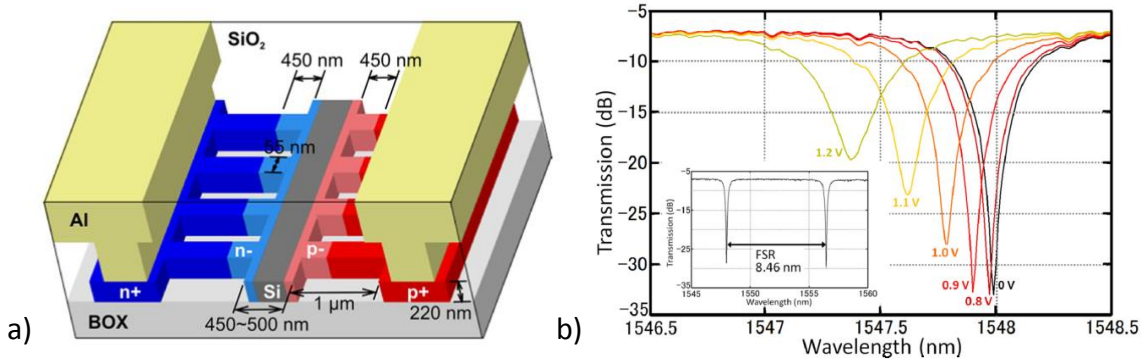 a)
SiO₂
450 nm
450 nm
55 nm
Al
n-
p-
n+
Si
1 µm
p+
220 nm
BOX
450~500 nm
b)
Transmission (dB)
−5
−10
−15
−20
−25
−30
−35
1.2 V
1.1 V
1.0 V
0.9 V
0.8 V
0 V
Transmission (dB)
−5
−15
−25
−35
FSR
8.46 nm
1545
1550
1555
1560
Wavelength (nm)
1546.5
1547
1547.5
1548
1548.5
Wavelength (nm)